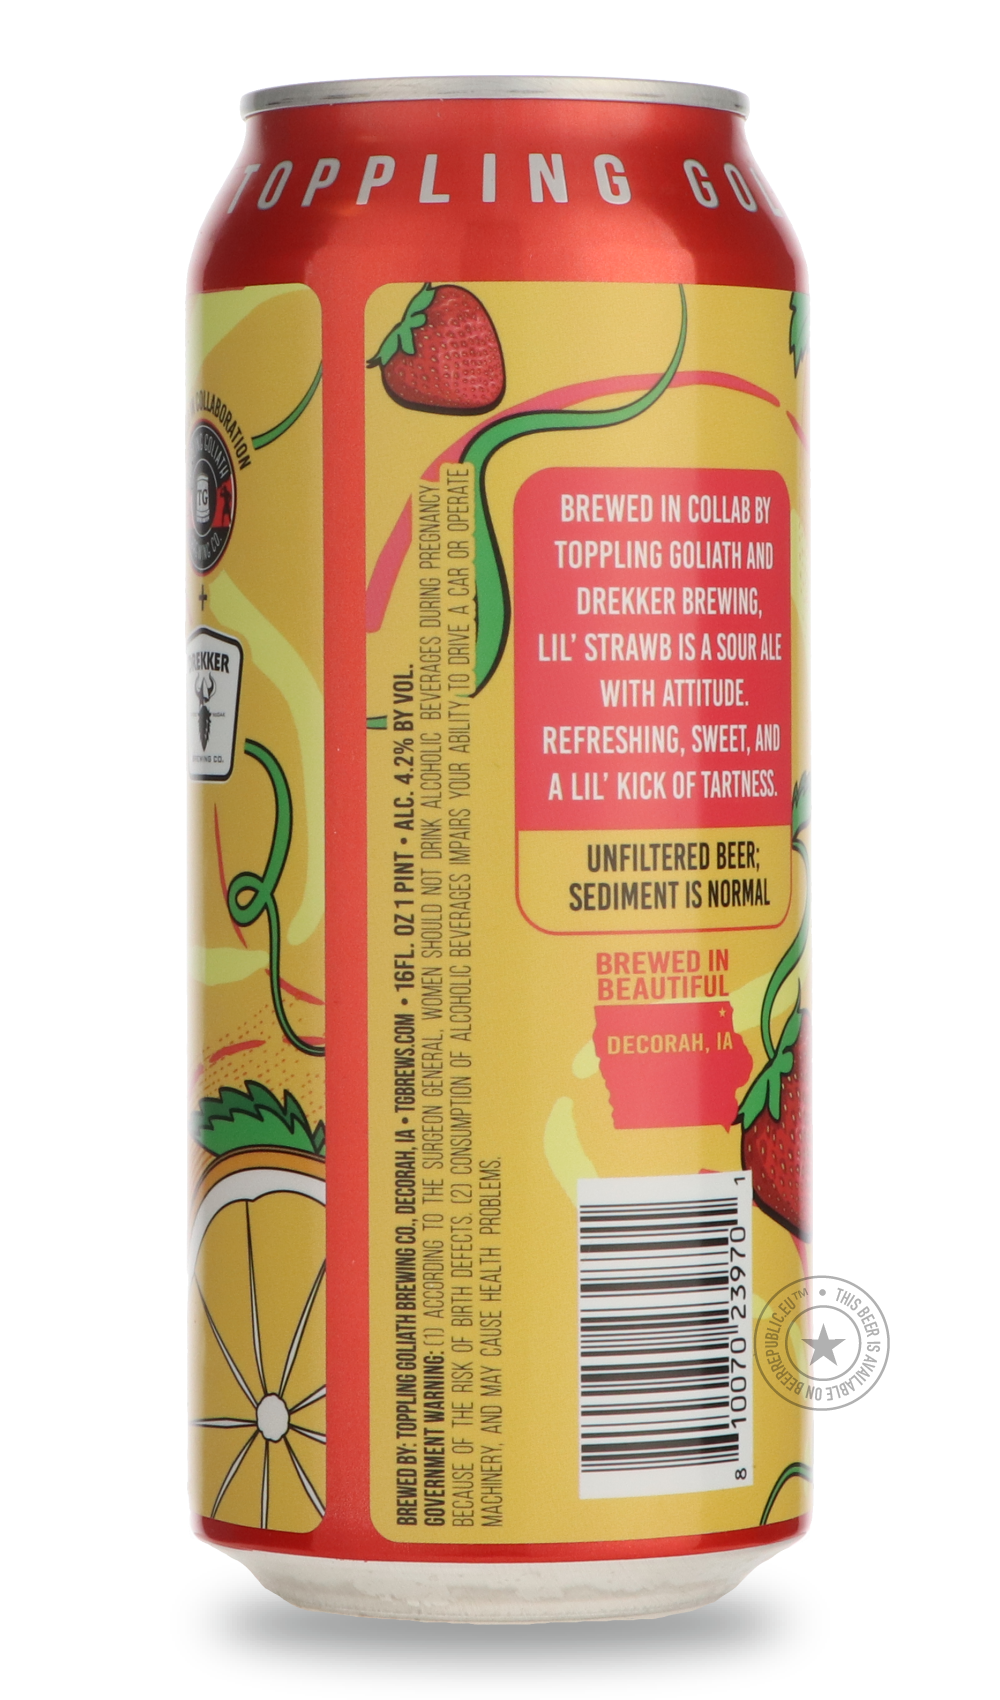 TOPPLING GOL
COLLABORATION
TG
+
DREKKER
BREWING CO.
BREWED BY: TOPPLING GOLIATH BREWING CO., DECORAH, IA • TGBREWS.COM • 16FL. OZ 1 PINT • ALC. 4.2% BY VOL.
GOVERNMENT WARNING: (1) ACCORDING TO THE SURGEON GENERAL, WOMEN SHOULD NOT DRINK ALCOHOLIC BEVERAGES DURING PREGNANCY
BECAUSE OF THE RISK OF BIRTH DEFECTS. (2) CONSUMPTION OF ALCOHOLIC BEVERAGES IMPAIRS YOUR ABILITY TO DRIVE A CAR OR OPERATE
MACHINERY, AND MAY CAUSE HEALTH PROBLEMS.
BREWED IN COLLAB BY
TOPPLING GOLIATH AND
DREKKER BREWING,
LIL' STRAWB IS A SOUR ALE
WITH ATTITUDE.
REFRESHING, SWEET, AND
A LIL' KICK OF TARTNESS.
UNFILTERED BEER;
SEDIMENT IS NORMAL
BREWED IN
BEAUTIFUL
DECORAH, IA
8 10070 23970 1
THIS BEER IS AVAILABLE ON BEERREPUBLIC.EU™ •